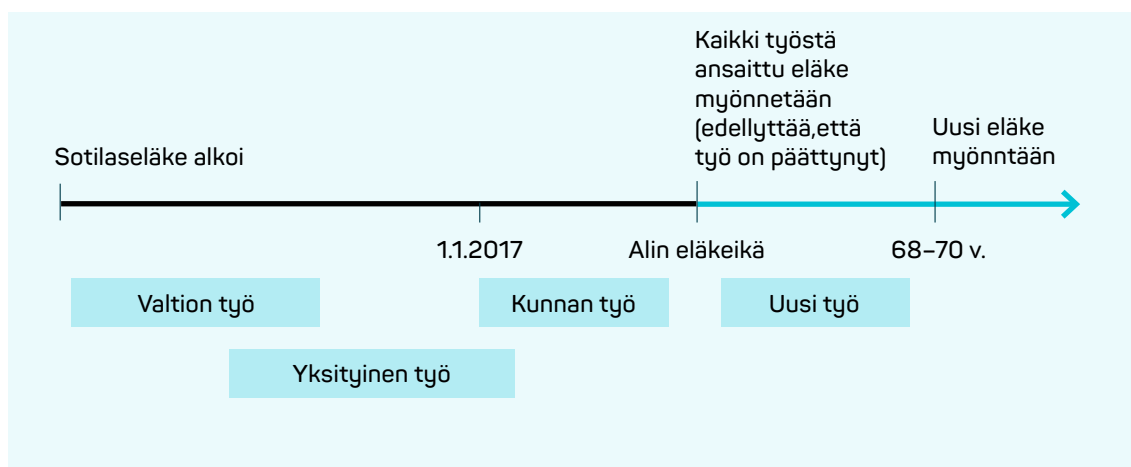 Kaikki työstä
ansaittu eläke
myönnetään
(edellyttää,että
työ on päättynyt)
Uusi eläke
myönntään
Sotilaseläke alkoi
1.1.2017
Alin eläkeikä
68–70 v.
Valtion työ
Kunnan työ
Uusi työ
Yksityinen työ